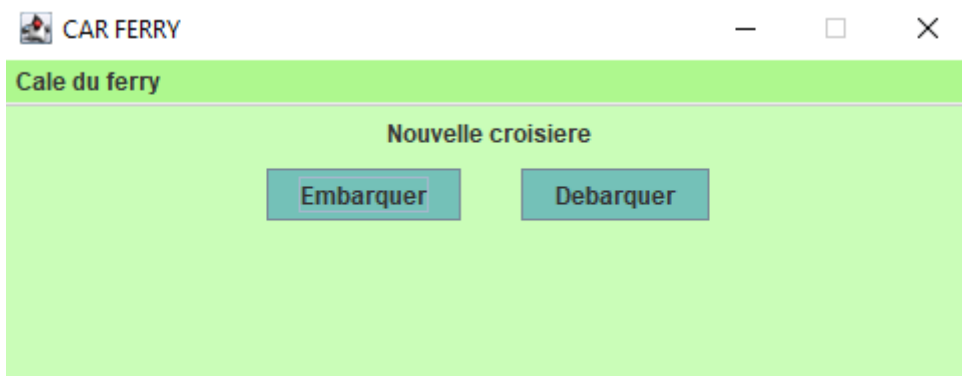 CAR FERRY
Cale du ferry
Nouvelle croisiere
Embarquer Debarquer